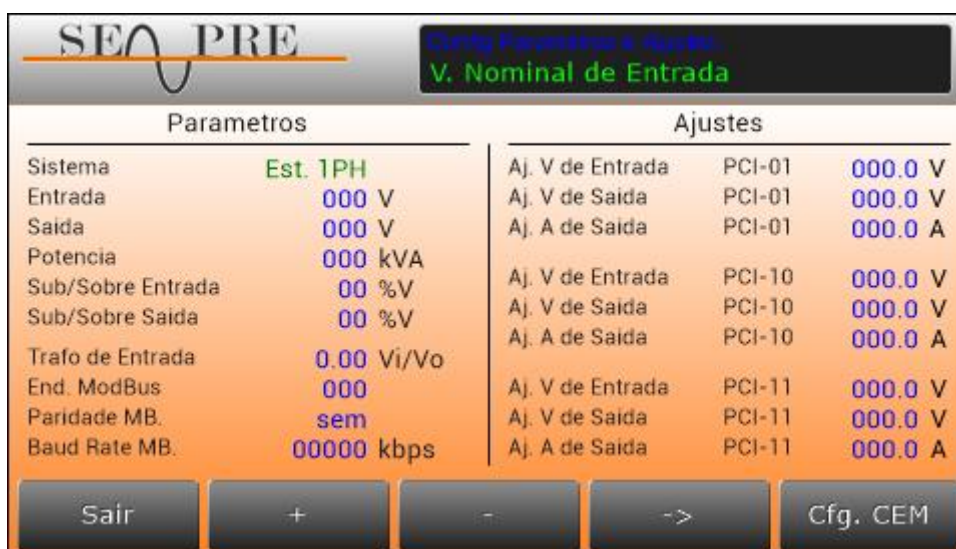 SEN PRE
Config Parametros e Ajustes.
V. Nominal de Entrada
Parametros
Sistema Est. 1PH
Entrada 000 V
Saida 000 V
Potencia 000 kVA
Sub/Sobre Entrada 00 %V
Sub/Sobre Saida 00 %V
Trafo de Entrada 0.00 Vi/Vo
End. ModBus 000
Paridade MB. sem
Baud Rate MB. 00000 kbps
Ajustes
Aj. V de Entrada PCI-01 000.0 V
Aj. V de Saida PCI-01 000.0 V
Aj. A de Saida PCI-01 000.0 A
Aj. V de Entrada PCI-10 000.0 V
Aj. V de Saida PCI-10 000.0 V
Aj. A de Saida PCI-10 000.0 A
Aj. V de Entrada PCI-11 000.0 V
Aj. V de Saida PCI-11 000.0 V
Aj. A de Saida PCI-11 000.0 A
Sair
+
-
->
Cfg. CEM